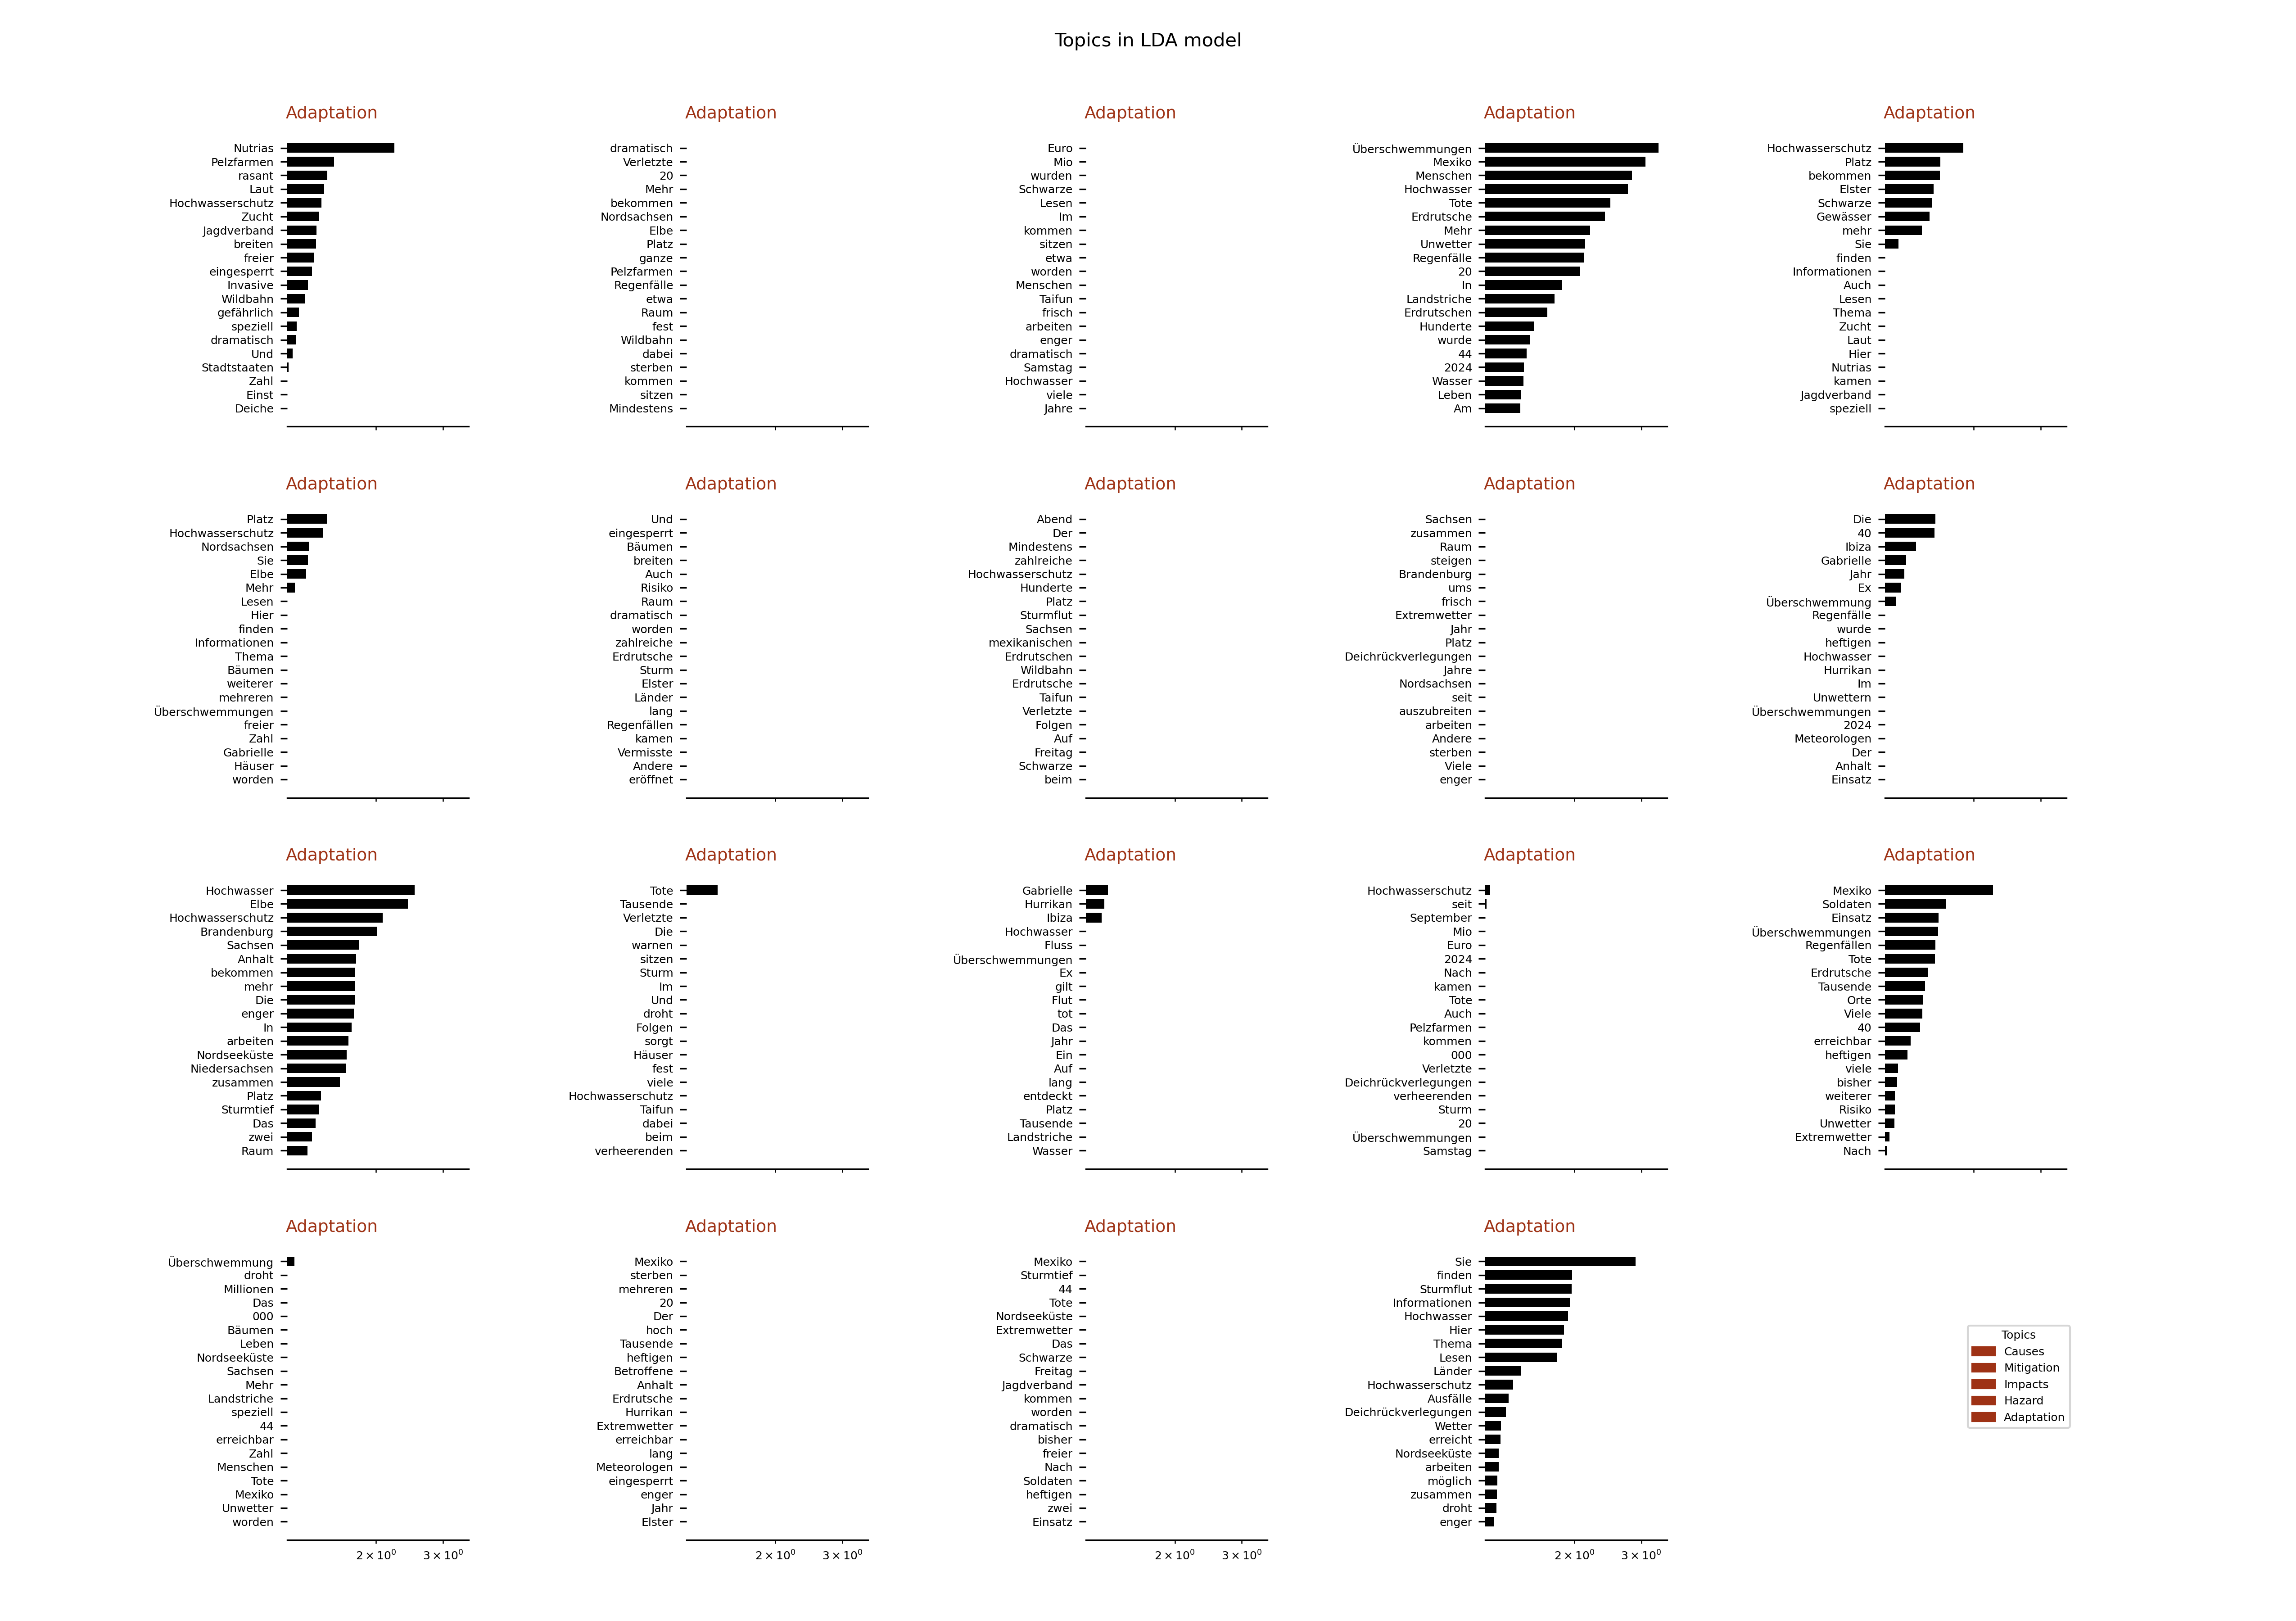 Topics in LDA model
Adaptation
Nutrias
Pelzfarmen
rasant
Laut
Hochwasserschutz
Zucht
Jagdverband
breiten
freier
eingesperrt
Invasive
Wildbahn
gefährlich
speziell
dramatisch
Und
Stadtstaaten
Zahl
Einst
Deiche
Adaptation
dramatisch
Verletzte
20
Mehr
bekommen
Nordsachsen
Elbe
Platz
ganze
Pelzfarmen
Regenfälle
etwa
Raum
fest
Wildbahn
dabei
sterben
kommen
sitzen
Mindestens
Adaptation
Euro
Mio
wurden
Schwarze
Lesen
Im
kommen
sitzen
etwa
worden
Menschen
Taifun
frisch
arbeiten
enger
dramatisch
Samstag
Hochwasser
viele
Jahre
Adaptation
Überschwemmungen
Mexiko
Menschen
Hochwasser
Tote
Erdrutsche
Mehr
Unwetter
Regenfälle
20
In
Landstriche
Erdrutschen
Hunderte
wurde
44
2024
Wasser
Leben
Am
Adaptation
Hochwasserschutz
Platz
bekommen
Elster
Schwarze
Gewässer
mehr
Sie
finden
Informationen
Auch
Lesen
Thema
Zucht
Laut
Hier
Nutrias
kamen
Jagdverband
speziell
Adaptation
Platz
Hochwasserschutz
Nordsachsen
Sie
Elbe
Mehr
Lesen
Hier
finden
Informationen
Thema
Bäumen
weiterer
mehreren
Überschwemmungen
freier
Zahl
Gabrielle
Häuser
worden
Adaptation
Und
eingesperrt
Bäumen
breiten
Auch
Risiko
Raum
dramatisch
worden
zahlreiche
Erdrutsche
Sturm
Elster
Länder
lang
Regenfällen
kamen
Vermisste
Andere
eröffnet
Adaptation
Abend
Der
Mindestens
zahlreiche
Hochwasserschutz
Hunderte
Platz
Sturmflut
Sachsen
mexikanischen
Erdrutschen
Wildbahn
Erdrutsche
Taifun
Verletzte
Folgen
Auf
Freitag
Schwarze
beim
Adaptation
Sachsen
zusammen
Raum
steigen
Brandenburg
ums
frisch
Extremwetter
Jahr
Platz
Deichrückverlegungen
Jahre
Nordsachsen
seit
auszubreiten
arbeiten
Andere
sterben
Viele
enger
Adaptation
Die
40
Ibiza
Gabrielle
Jahr
Ex
Überschwemmung
Regenfälle
wurde
heftigen
Hochwasser
Hurrikan
Im
Unwettern
Überschwemmungen
2024
Meteorologen
Der
Anhalt
Einsatz
Adaptation
Hochwasser
Elbe
Hochwasserschutz
Brandenburg
Sachsen
Anhalt
bekommen
mehr
Die
enger
In
arbeiten
Nordseeküste
Niedersachsen
zusammen
Platz
Sturmtief
Das
zwei
Raum
Adaptation
Tote
Tausende
Verletzte
Die
warnen
sitzen
Sturm
Im
Und
droht
Folgen
sorgt
Häuser
fest
viele
Hochwasserschutz
Taifun
dabei
beim
verheerenden
Adaptation
Gabrielle
Hurrikan
Ibiza
Hochwasser
Fluss
Überschwemmungen
Ex
gilt
Flut
tot
Das
Jahr
Ein
Auf
lang
entdeckt
Platz
Tausende
Landstriche
Wasser
Adaptation
Hochwasserschutz
seit
September
Mio
Euro
2024
Nach
kamen
Tote
Auch
Pelzfarmen
kommen
000
Verletzte
Deichrückverlegungen
verheerenden
Sturm
20
Überschwemmungen
Samstag
Adaptation
Mexiko
Soldaten
Einsatz
Überschwemmungen
Regenfällen
Tote
Erdrutsche
Tausende
Orte
Viele
40
erreichbar
heftigen
viele
bisher
weiterer
Risiko
Unwetter
Extremwetter
Nach
Adaptation
Überschwemmung
droht
Millionen
Das
000
Bäumen
Leben
Nordseeküste
Sachsen
Mehr
Landstriche
speziell
44
erreichbar
Zahl
Menschen
Tote
Mexiko
Unwetter
worden
2 × 10⁰ 3 × 10⁰
Adaptation
Mexiko
sterben
mehreren
20
Der
hoch
Tausende
heftigen
Betroffene
Anhalt
Erdrutsche
Hurrikan
Extremwetter
erreichbar
lang
Meteorologen
eingesperrt
enger
Jahr
Elster
2 × 10⁰ 3 × 10⁰
Adaptation
Mexiko
Sturmtief
44
Tote
Nordseeküste
Extremwetter
Das
Schwarze
Freitag
Jagdverband
kommen
worden
dramatisch
bisher
freier
Nach
Soldaten
heftigen
zwei
Einsatz
2 × 10⁰ 3 × 10⁰
Adaptation
Sie
finden
Sturmflut
Informationen
Hochwasser
Hier
Thema
Lesen
Länder
Hochwasserschutz
Ausfälle
Deichrückverlegungen
Wetter
erreicht
Nordseeküste
arbeiten
möglich
zusammen
droht
enger
2 × 10⁰ 3 × 10⁰
Topics
Causes
Mitigation
Impacts
Hazard
Adaptation